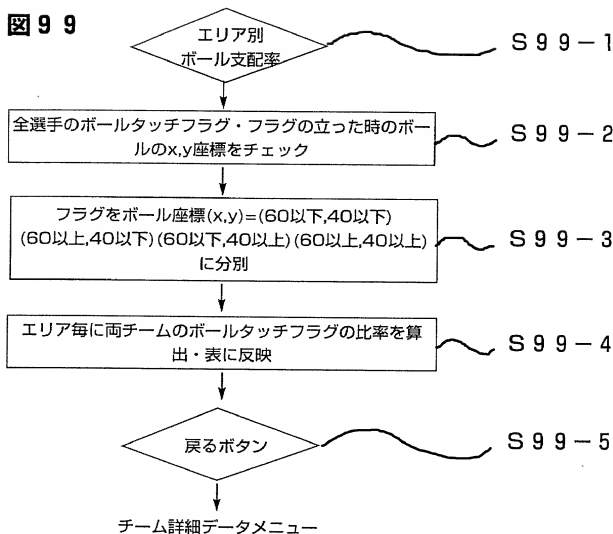 図99
エリア別
ボール支配率
S99-1
全選手のボールタッチフラグ・フラグの立った時のボー
ルのx,y座標をチェック
S99-2
フラグをボール座標(x,y)=(60以下,40以下)
(60以上,40以下)(60以下,40以上)(60以上,40以上)
に分別
S99-3
エリア毎に両チームのボールタッチフラグの比率を算
出・表に反映
S99-4
戻るボタン
S99-5
チーム詳細データメニュー